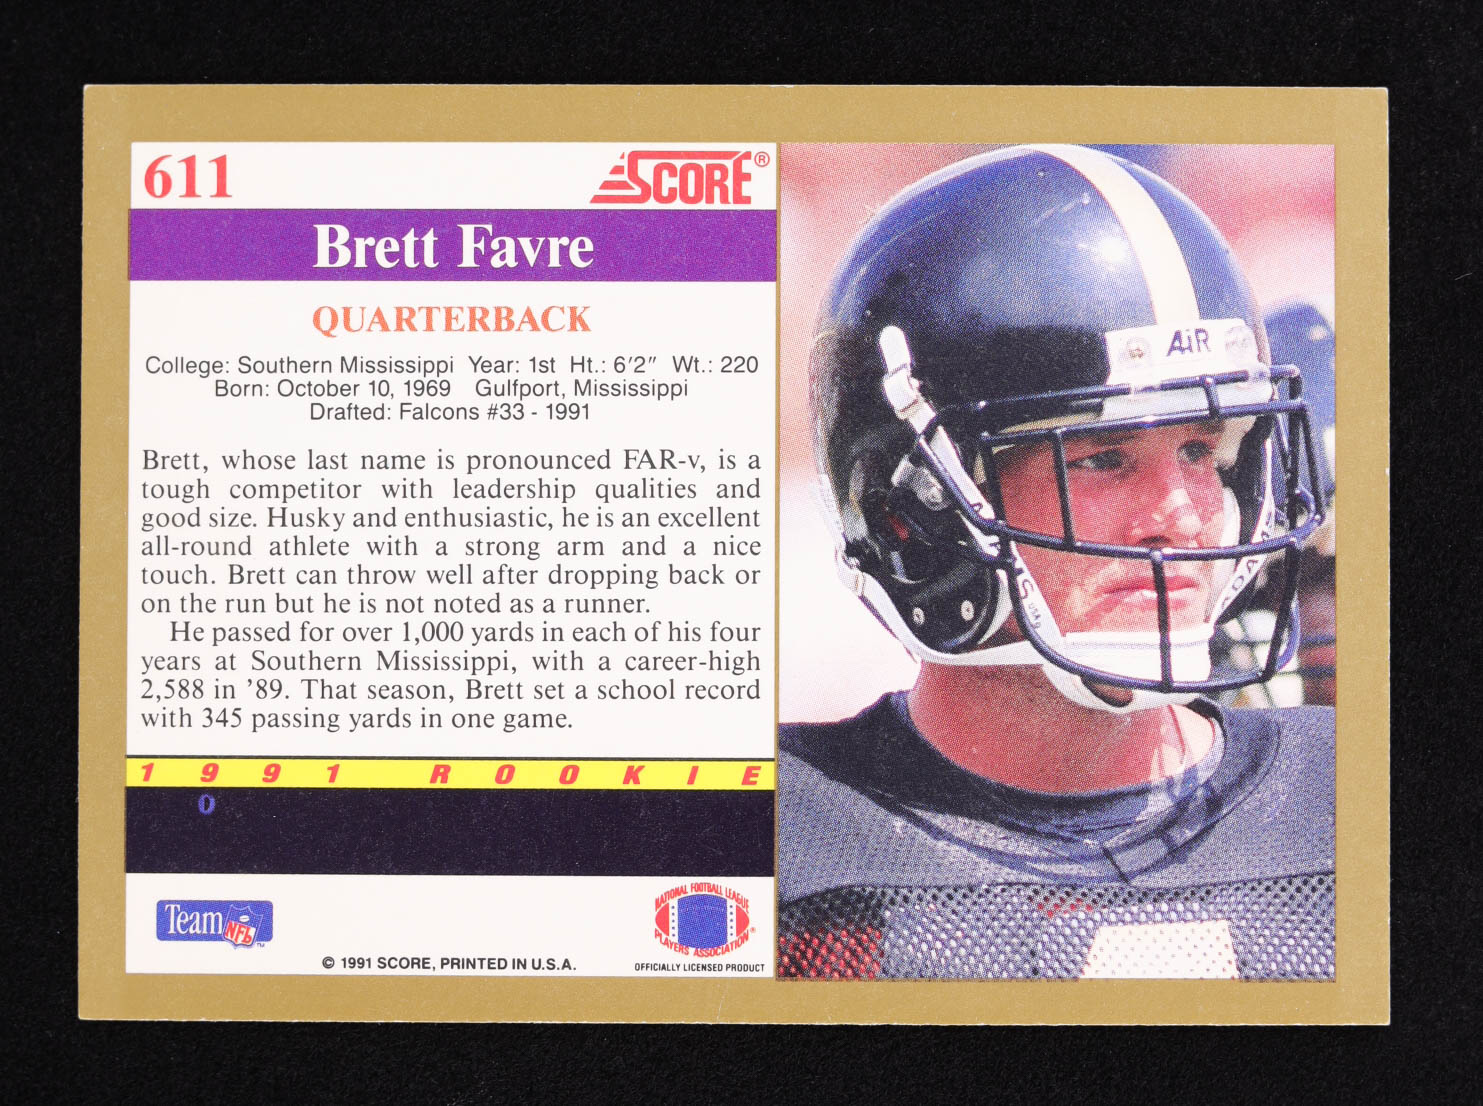 611
SCORE®
Brett Favre
QUARTERBACK
College: Southern Mississippi Year: 1st Ht.: 6'2" Wt.: 220
Born: October 10, 1969 Gulfport, Mississippi
Drafted: Falcons #33 - 1991
Brett, whose last name is pronounced FAR-v, is a
tough competitor with leadership qualities and
good size. Husky and enthusiastic, he is an excellent
all-round athlete with a strong arm and a nice
touch. Brett can throw well after dropping back or
on the run but he is not noted as a runner.
He passed for over 1,000 yards in each of his four
years at Southern Mississippi, with a career-high
2,588 in '89. That season, Brett set a school record
with 345 passing yards in one game.
1991 ROOKIE
0
Team NFL™
NATIONAL FOOTBALL LEAGUE
PLAYERS ASSOCIATION®
© 1991 SCORE, PRINTED IN U.S.A.
OFFICIALLY LICENSED PRODUCT
AiR